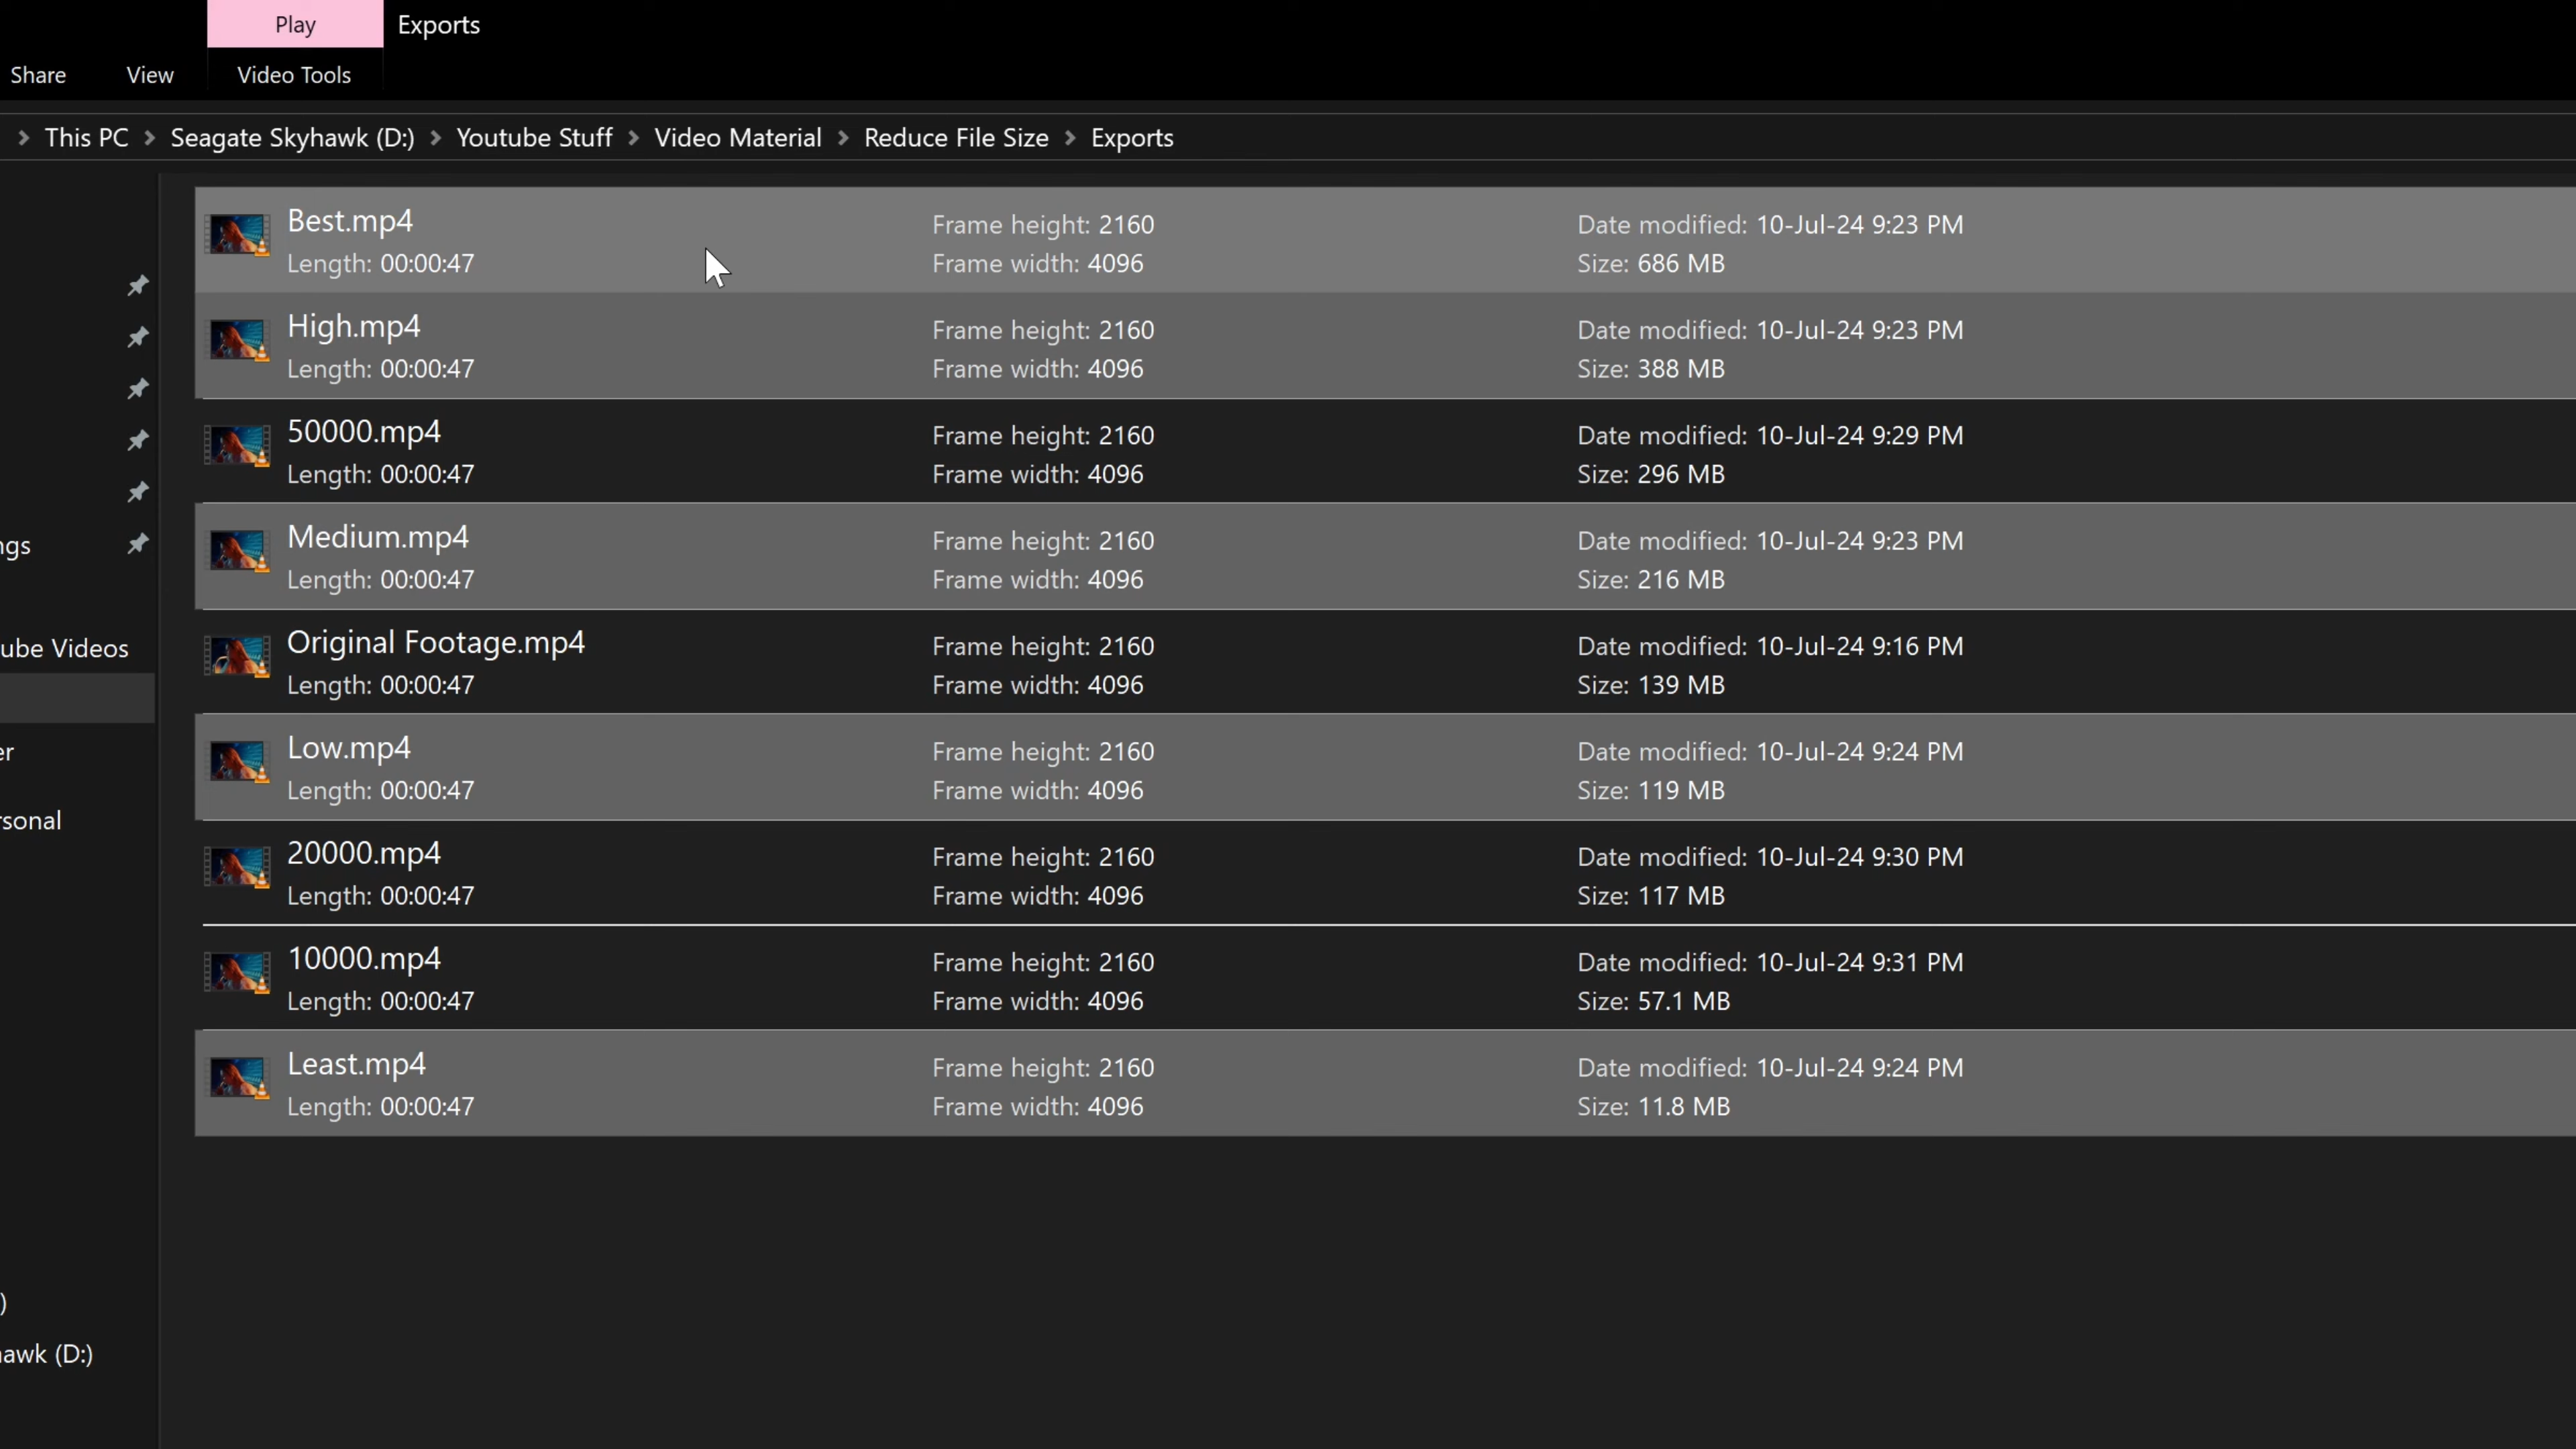 Play Exports
Share View Video Tools
This PC Seagate Skyhawk (D:) Youtube Stuff Video Material Reduce File Size Exports
Best.mp4 Frame height: 2160 Date modified: 10-Jul-24 9:23 PM
Length: 00:00:47 Frame width: 4096 Size: 686 MB
High.mp4 Frame height: 2160 Date modified: 10-Jul-24 9:23 PM
Length: 00:00:47 Frame width: 4096 Size: 388 MB
50000.mp4 Frame height: 2160 Date modified: 10-Jul-24 9:29 PM
Length: 00:00:47 Frame width: 4096 Size: 296 MB
Medium.mp4 Frame height: 2160 Date modified: 10-Jul-24 9:23 PM
ngs
Length: 00:00:47 Frame width: 4096 Size: 216 MB
Original Footage.mp4 Frame height: 2160 Date modified: 10-Jul-24 9:16 PM
ube Videos
Length: 00:00:47 Frame width: 4096 Size: 139 MB
Low.mp4 Frame height: 2160 Date modified: 10-Jul-24 9:24 PM
er
Length: 00:00:47 Frame width: 4096 Size: 119 MB
rsonal
20000.mp4 Frame height: 2160 Date modified: 10-Jul-24 9:30 PM
Length: 00:00:47 Frame width: 4096 Size: 117 MB
10000.mp4 Frame height: 2160 Date modified: 10-Jul-24 9:31 PM
Length: 00:00:47 Frame width: 4096 Size: 57.1 MB
Least.mp4 Frame height: 2160 Date modified: 10-Jul-24 9:24 PM
Length: 00:00:47 Frame width: 4096 Size: 11.8 MB
)
awk (D:)